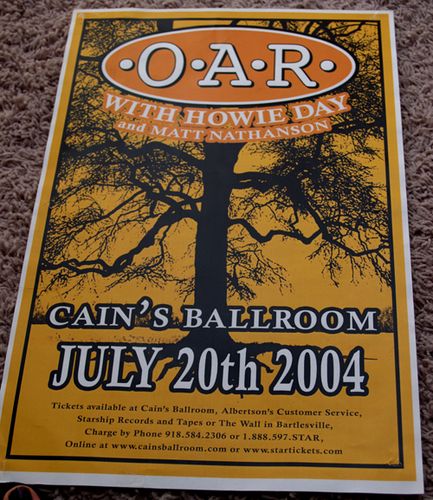 ·O·A·R·
WITH HOWIE DAY
and MATT NATHANSON
CAIN'S BALLROOM
JULY 20th 2004
Tickets available at Cain's Ballroom, Albertson's Customer Service,
Starship Records and Tapes or The Wall in Bartlesville,
Charge by Phone 918.584.2306 or 1.888.597.STAR,
Online at www.cainsballroom.com or www.startickets.com